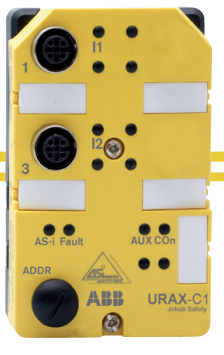 1
I1
I2
3
AS-i Fault
AUX COn
ADDR
ABB
URAX-C1
Jokab Safety